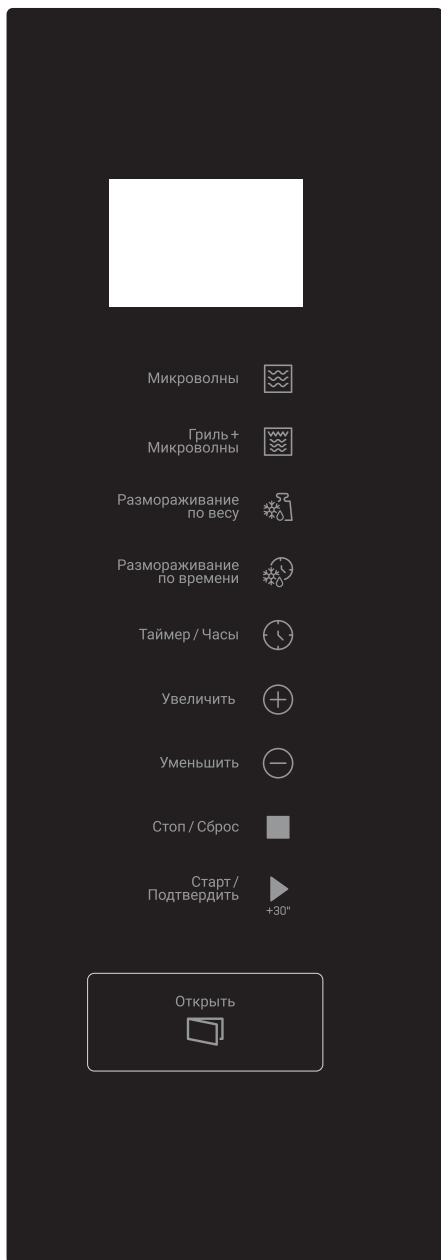 Микроволны
Гриль +
Микроволны
Размораживание
по весу
Размораживание
по времени
Таймер / Часы
Увеличить
Уменьшить
Стоп / Сброс
Старт /
Подтвердить
+30"
Открыть